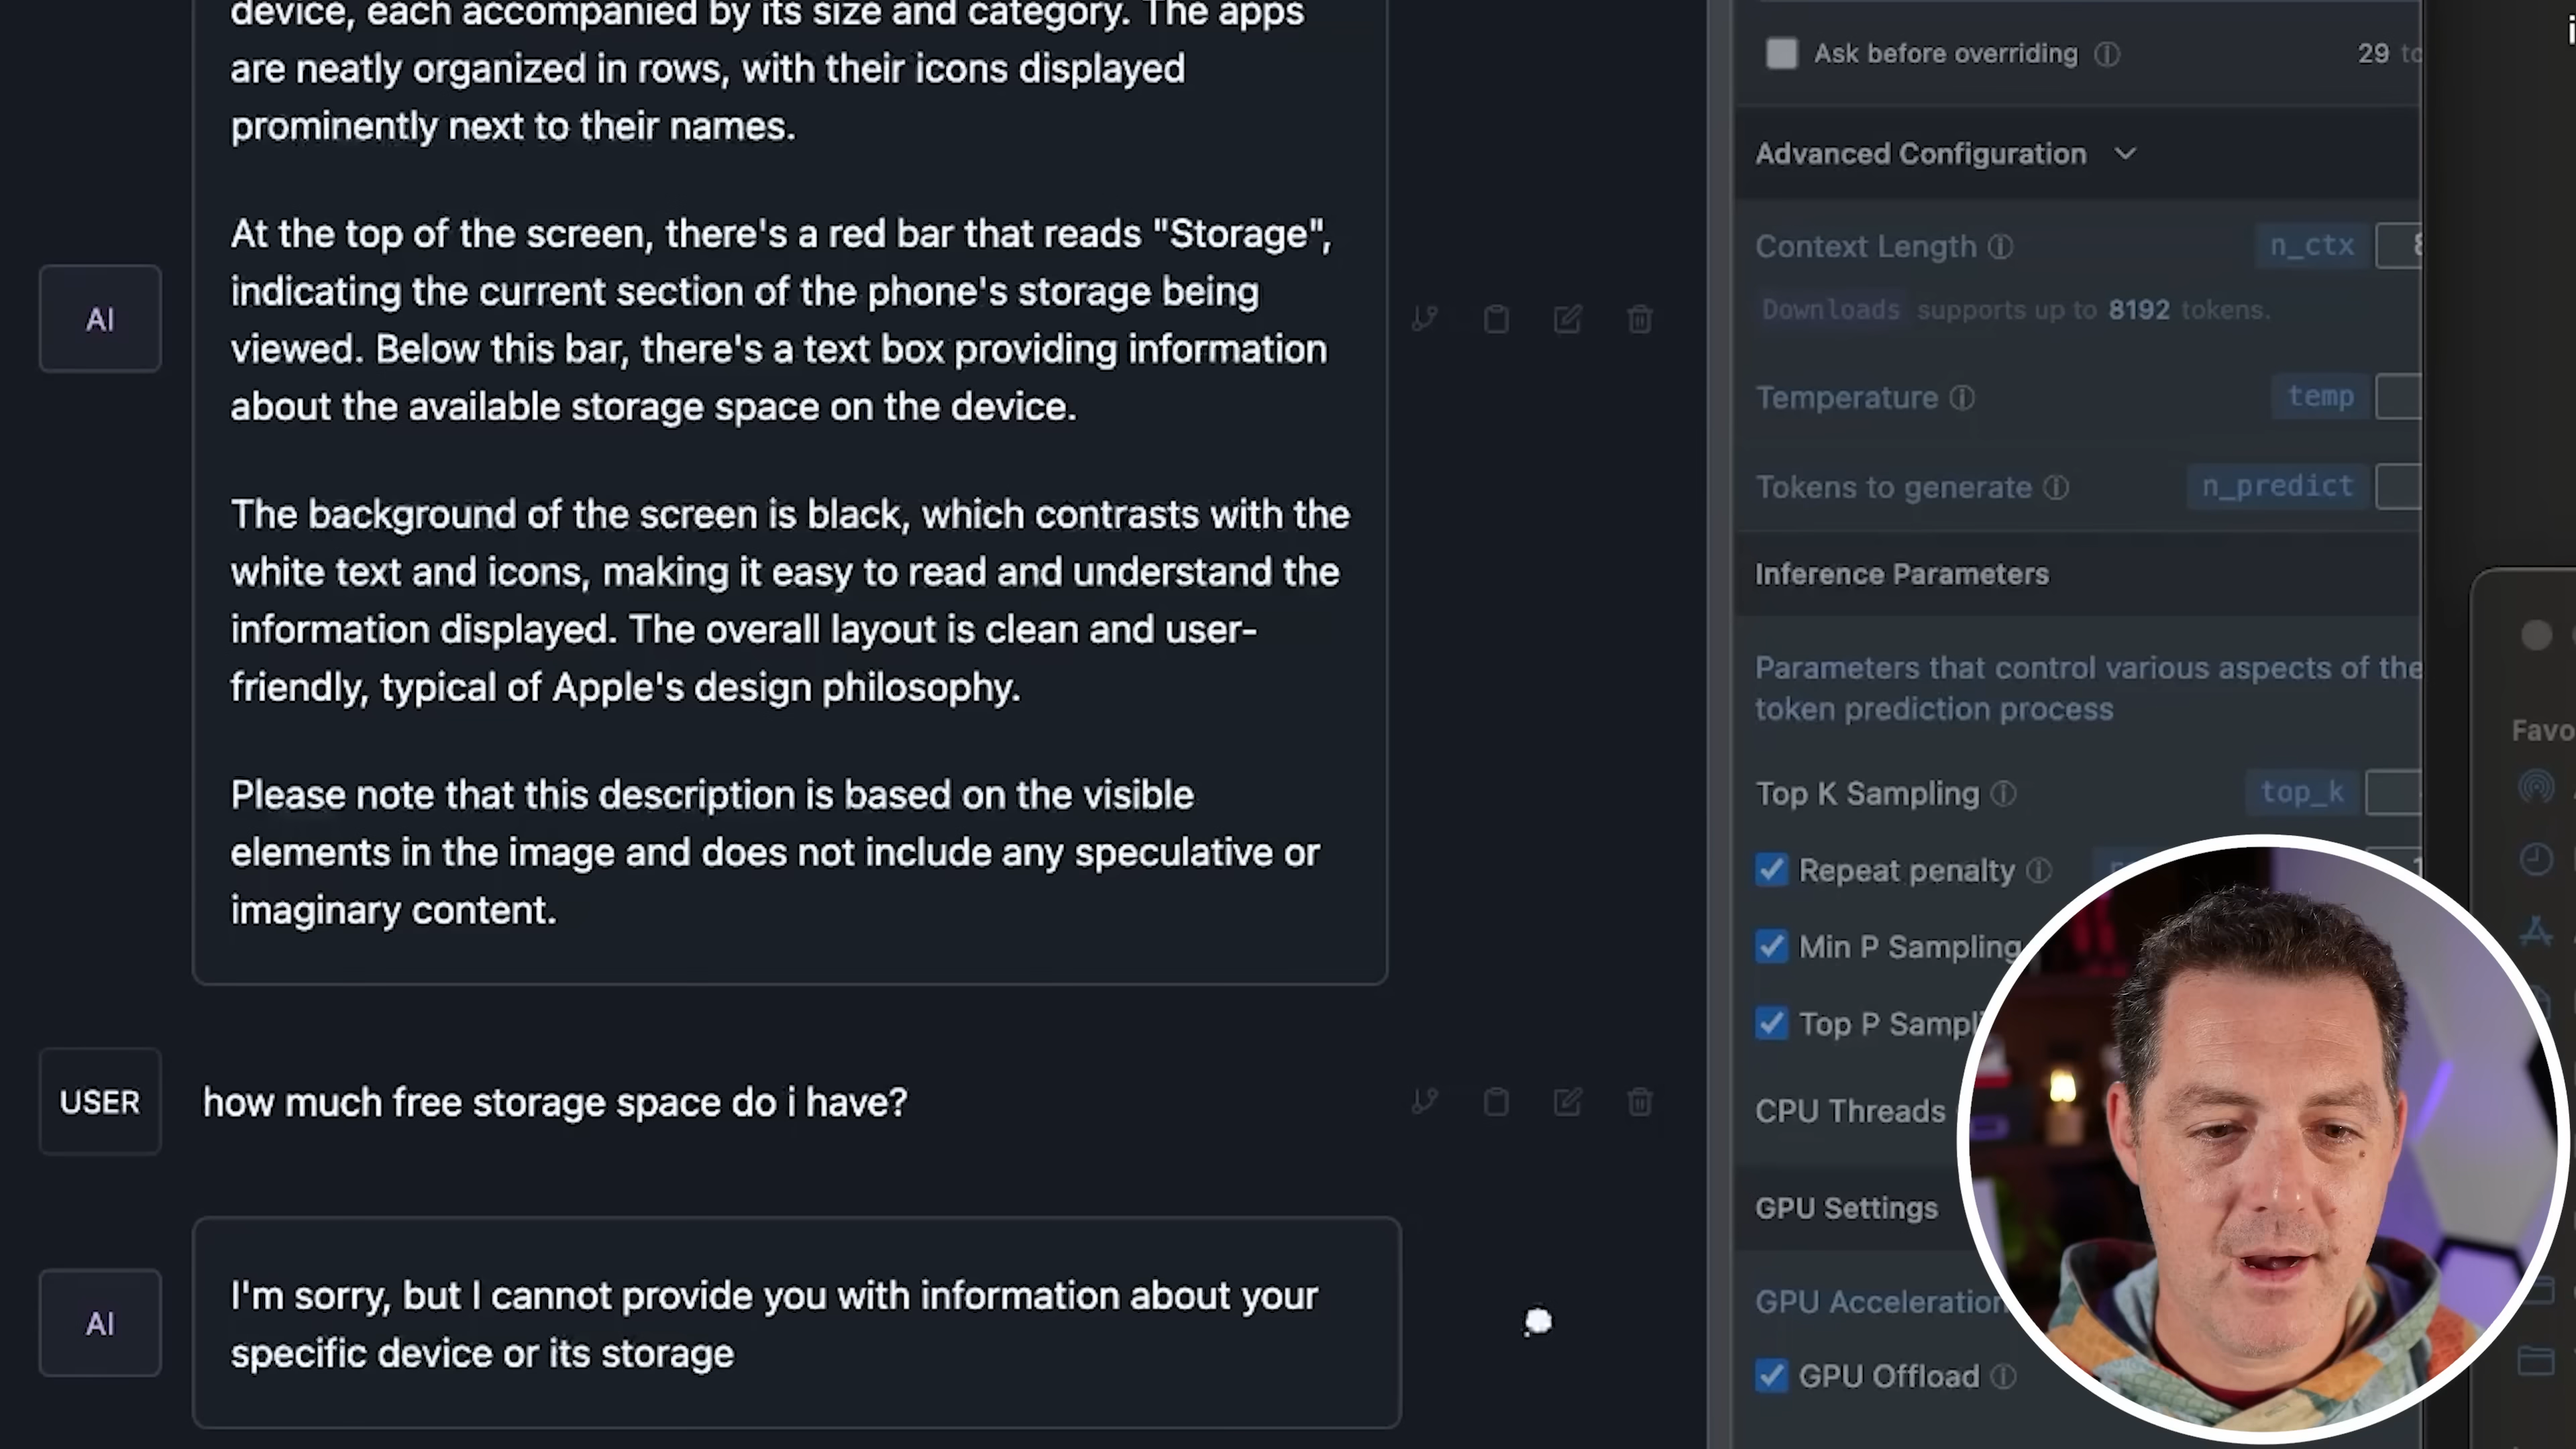 device, each accompanied by its size and category. The apps
are neatly organized in rows, with their icons displayed
prominently next to their names.
At the top of the screen, there's a red bar that reads "Storage",
indicating the current section of the phone's storage being
viewed. Below this bar, there's a text box providing information
about the available storage space on the device.
The background of the screen is black, which contrasts with the
white text and icons, making it easy to read and understand the
information displayed. The overall layout is clean and user-
friendly, typical of Apple's design philosophy.
Please note that this description is based on the visible
elements in the image and does not include any speculative or
imaginary content.
AI
USER
how much free storage space do i have?
AI
I'm sorry, but I cannot provide you with information about your
specific device or its storage
Ask before overriding
29
Advanced Configuration
Context Length n_ctx
Downloads supports up to 8192 tokens.
Temperature temp
Tokens to generate n_predict
Inference Parameters
Parameters that control various aspects of the
token prediction process
Top K Sampling top_k
Repeat penalty
Min P Sampling
Top P
CPU Threads
GPU Settings
GPU Acceleration
GPU Offload